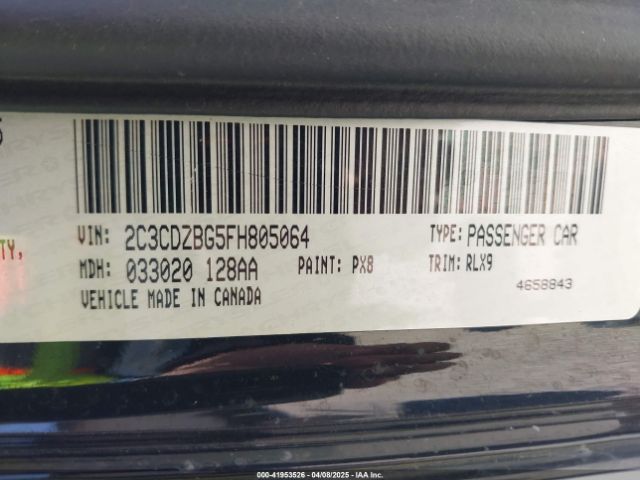 VIN: 2C3CDZBG5FH805064 TYPE: PASSENGER CAR
TY,
MDH: 033020 128AA PAINT: PX8 TRIM: RLX9
VEHICLE MADE IN CANADA 4658843
000-41953526 - 04/08/2025 - IAA Inc.